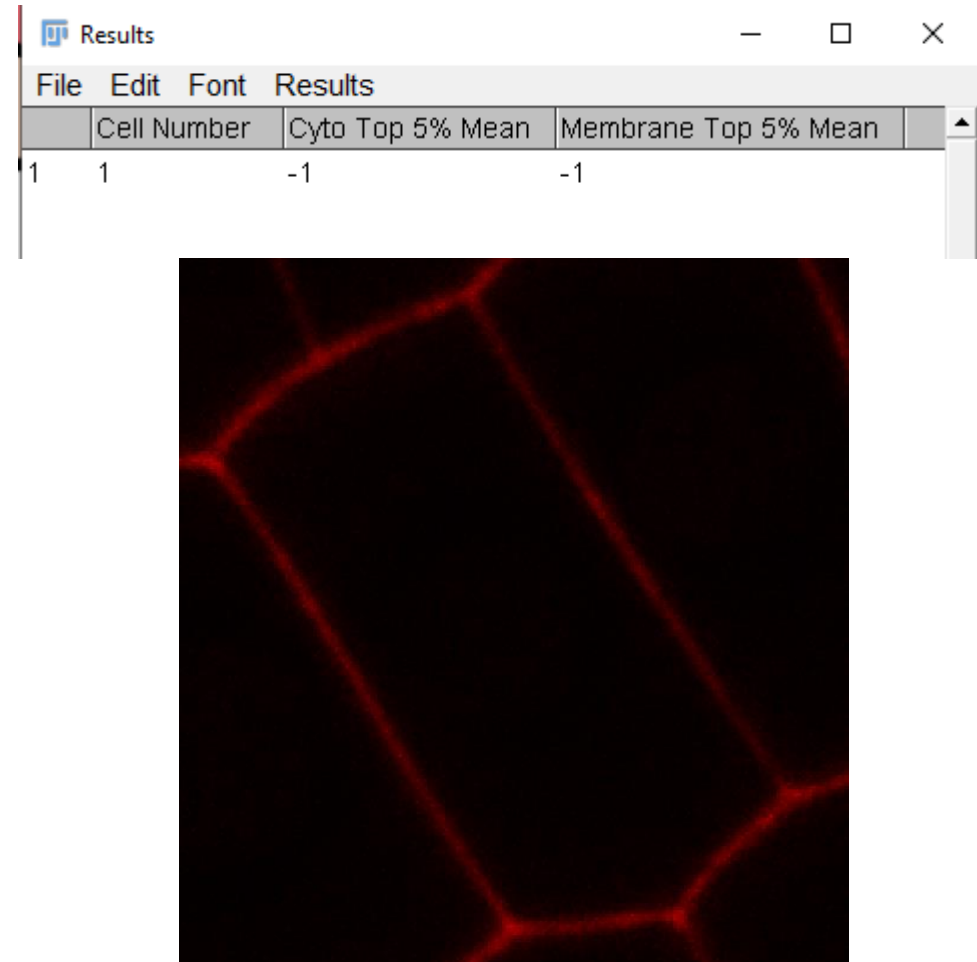 Results
File Edit Font Results
Cell Number Cyto Top 5% Mean Membrane Top 5% Mean
1 1 -1 -1